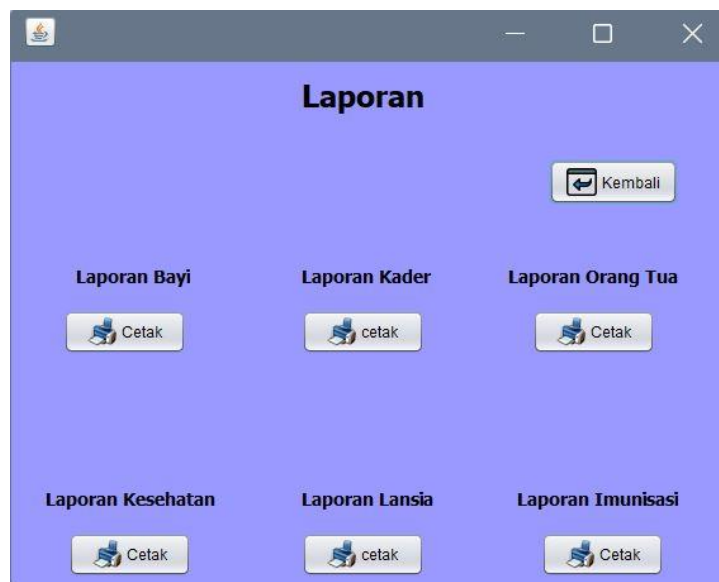 Laporan
Kembali
Laporan Bayi Laporan Kader Laporan Orang Tua
Cetak cetak Cetak
Laporan Kesehatan Laporan Lansia Laporan Imunisasi
Cetak cetak Cetak